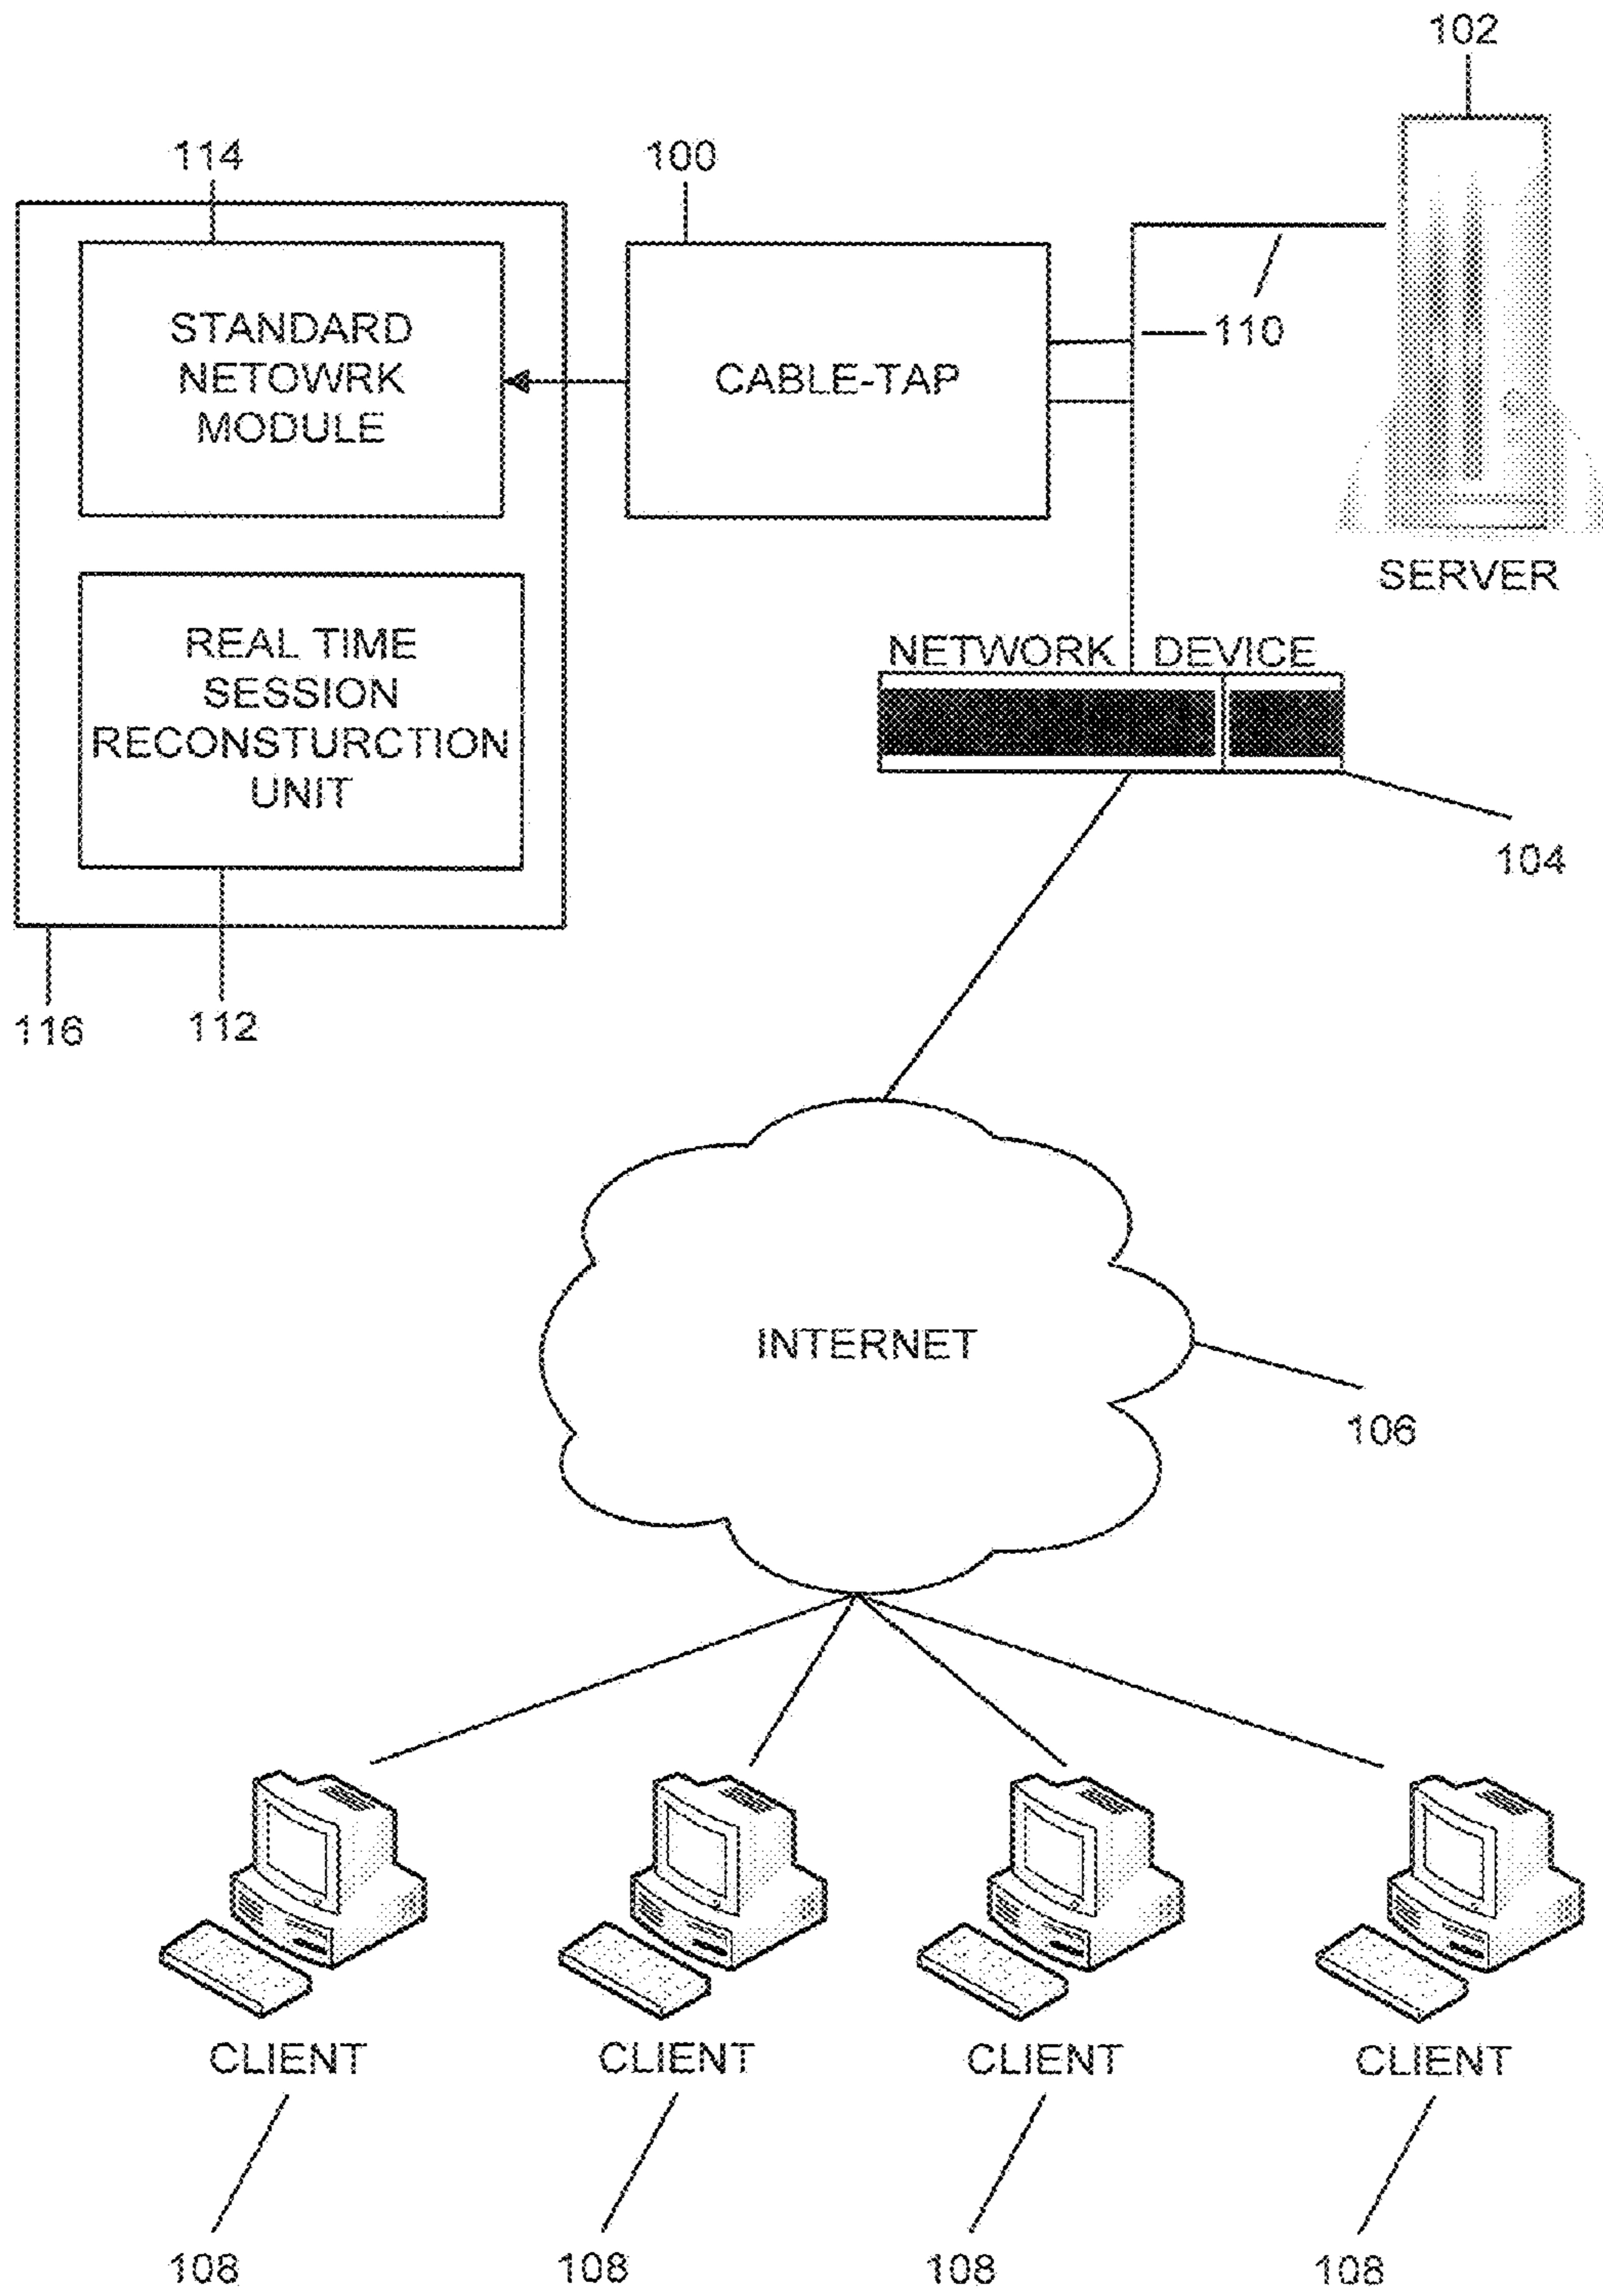 102
114
100
STANDARD
NETOWRK
MODULE
CABLE-TAP
110
SERVER
REAL TIME
SESSION
RECONSTURCTION
UNIT
NETWORK DEVICE
104
116
112
INTERNET
106
CLIENT
CLIENT
CLIENT
CLIENT
108
108
108
108